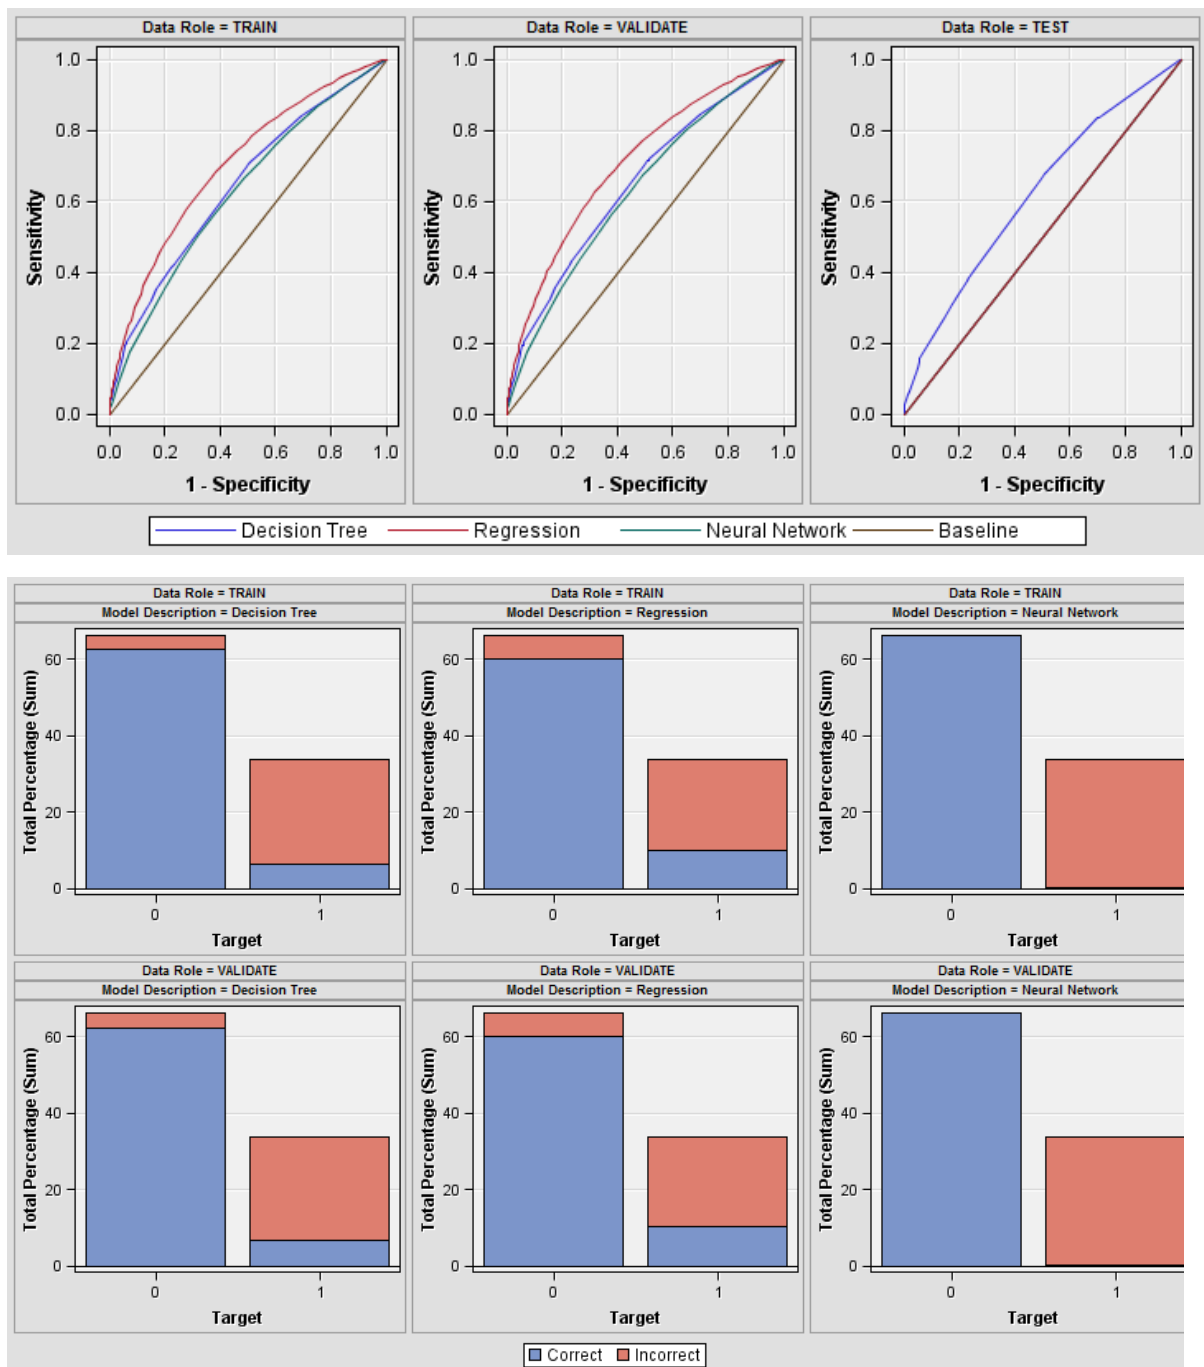 Data Role = TRAIN
Data Role = VALIDATE
Data Role = TEST
Sensitivity
1.0
0.8
0.6
0.4
0.2
0.0
0.0 0.2 0.4 0.6 0.8 1.0
1 - Specificity
Sensitivity
1.0
0.8
0.6
0.4
0.2
0.0
0.0 0.2 0.4 0.6 0.8 1.0
1 - Specificity
Sensitivity
1.0
0.8
0.6
0.4
0.2
0.0
0.0 0.2 0.4 0.6 0.8 1.0
1 - Specificity
Decision Tree Regression Neural Network Baseline
Data Role = TRAIN
Model Description = Decision Tree
Total Percentage (Sum)
60
40
20
0
0 1
Target
Data Role = TRAIN
Model Description = Regression
Total Percentage (Sum)
60
40
20
0
0 1
Target
Data Role = TRAIN
Model Description = Neural Network
Total Percentage (Sum)
60
40
20
0
0 1
Target
Data Role = VALIDATE
Model Description = Decision Tree
Total Percentage (Sum)
60
40
20
0
0 1
Target
Data Role = VALIDATE
Model Description = Regression
Total Percentage (Sum)
60
40
20
0
0 1
Target
Data Role = VALIDATE
Model Description = Neural Network
Total Percentage (Sum)
60
40
20
0
0 1
Target
Correct Incorrect